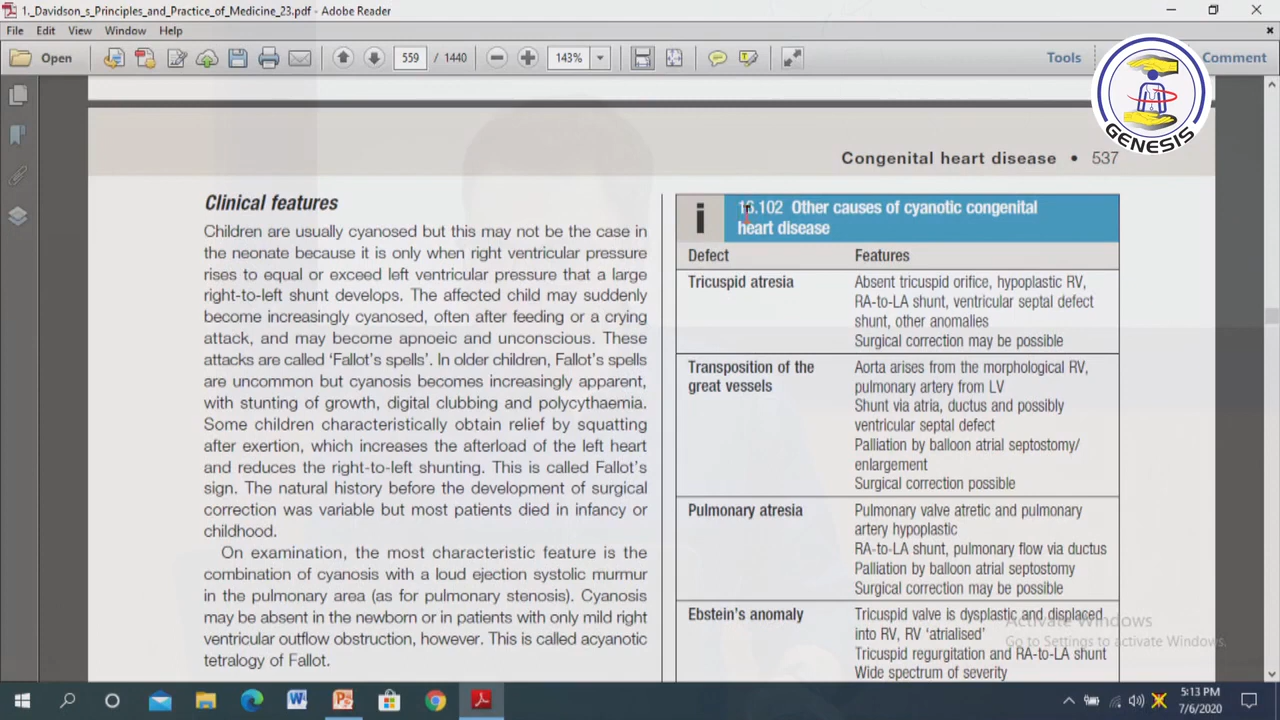 1._Davidson_s_Principles_and_Practice_of_Medicine_23.pdf - Adobe Reader
File Edit View Window Help
Open 559 / 1440 143% Tools Comment
GENESIS
Congenital heart disease • 537
Clinical features
Children are usually cyanosed but this may not be the case in
the neonate because it is only when right ventricular pressure
rises to equal or exceed left ventricular pressure that a large
right-to-left shunt develops. The affected child may suddenly
become increasingly cyanosed, often after feeding or a crying
attack, and may become apnoeic and unconscious. These
attacks are called ‘Fallot’s spells’. In older children, Fallot’s spells
are uncommon but cyanosis becomes increasingly apparent,
with stunting of growth, digital clubbing and polycythaemia.
Some children characteristically obtain relief by squatting
after exertion, which increases the afterload of the left heart
and reduces the right-to-left shunting. This is called Fallot’s
sign. The natural history before the development of surgical
correction was variable but most patients died in infancy or
childhood.
On examination, the most characteristic feature is the
combination of cyanosis with a loud ejection systolic murmur
in the pulmonary area (as for pulmonary stenosis). Cyanosis
may be absent in the newborn or in patients with only mild right
ventricular outflow obstruction, however. This is called acyanotic
tetralogy of Fallot.
i
16.102 Other causes of cyanotic congenital
heart disease
Defect Features
Tricuspid atresia Absent tricuspid orifice, hypoplastic RV,
RA-to-LA shunt, ventricular septal defect
shunt, other anomalies
Surgical correction may be possible
Transposition of the Aorta arises from the morphological RV,
great vessels pulmonary artery from LV
Shunt via atria, ductus and possibly
ventricular septal defect
Palliation by balloon atrial septostomy/
enlargement
Surgical correction possible
Pulmonary atresia Pulmonary valve atretic and pulmonary
artery hypoplastic
RA-to-LA shunt, pulmonary flow via ductus
Palliation by balloon atrial septostomy
Surgical correction may be possible
Ebstein’s anomaly Tricuspid valve is dysplastic and displaced
into RV, RV ‘atrialised’
Tricuspid regurgitation and RA-to-LA shunt
Wide spectrum of severity
Activate Windows
Go to Settings to activate Windows.
5:13 PM
7/6/2020